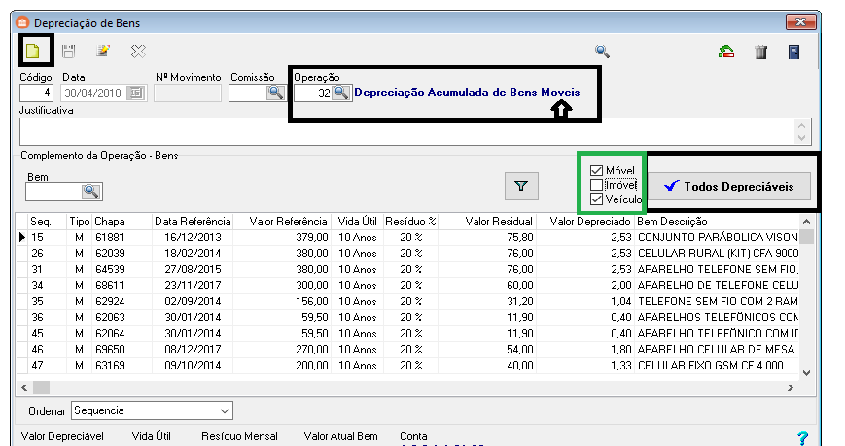 Depreciação de Bens
Código Data Nº Movimento Comissão Operação
4 30/04/2010 02 Depreciação Acumulada de Bens Moveis
Justificativa
Complemento da Operação - Bens
Bem
Móvel
Imóvel
Veículo
Todos Depreciáveis
Seq. Tipo Chapa Data Referência Valor Referência Vida Útil Resíduo % Valor Residual Valor Depreciado Bem Descrição
15 M 61881 16/12/2013 379,00 10 Anos 20 % 75,80 2,53 CONJUNTO PARÁBOLICA VISON
26 M 62039 18/02/2014 380,00 10 Anos 20 % 76,00 2,53 CELULAR RURAL (KIT) CFA 9000
31 M 64539 27/08/2015 380,00 10 Anos 20 % 76,00 2,53 APARELHO TELEFONE SEM FIO,
34 M 68611 23/11/2017 300,00 10 Anos 20 % 60,00 2,00 APARELHO DE TELEFONE CELU
35 M 62924 02/09/2014 156,00 10 Anos 20 % 31,20 1,04 TELEFONE SEM FIO COM 2 RAM
36 M 62063 30/01/2014 59,50 10 Anos 20 % 11,90 0,40 APARELHOS TELEFÔNICOS COM
45 M 62064 30/01/2014 59,50 10 Anos 20 % 11,90 0,40 APARELHO TELEFÔNICO COM ID
46 M 69650 08/12/2017 270,00 10 Anos 20 % 54,00 1,80 APARELHO CELULAR DE MESA
47 M 63169 09/10/2014 200,00 10 Anos 20 % 40,00 1,33 CELULAR FIXO GSM CF 4.000
Ordenar Sequencia
Valor Depreciável Vida Útil Resíduo Mensal Valor Atual Bem Conta